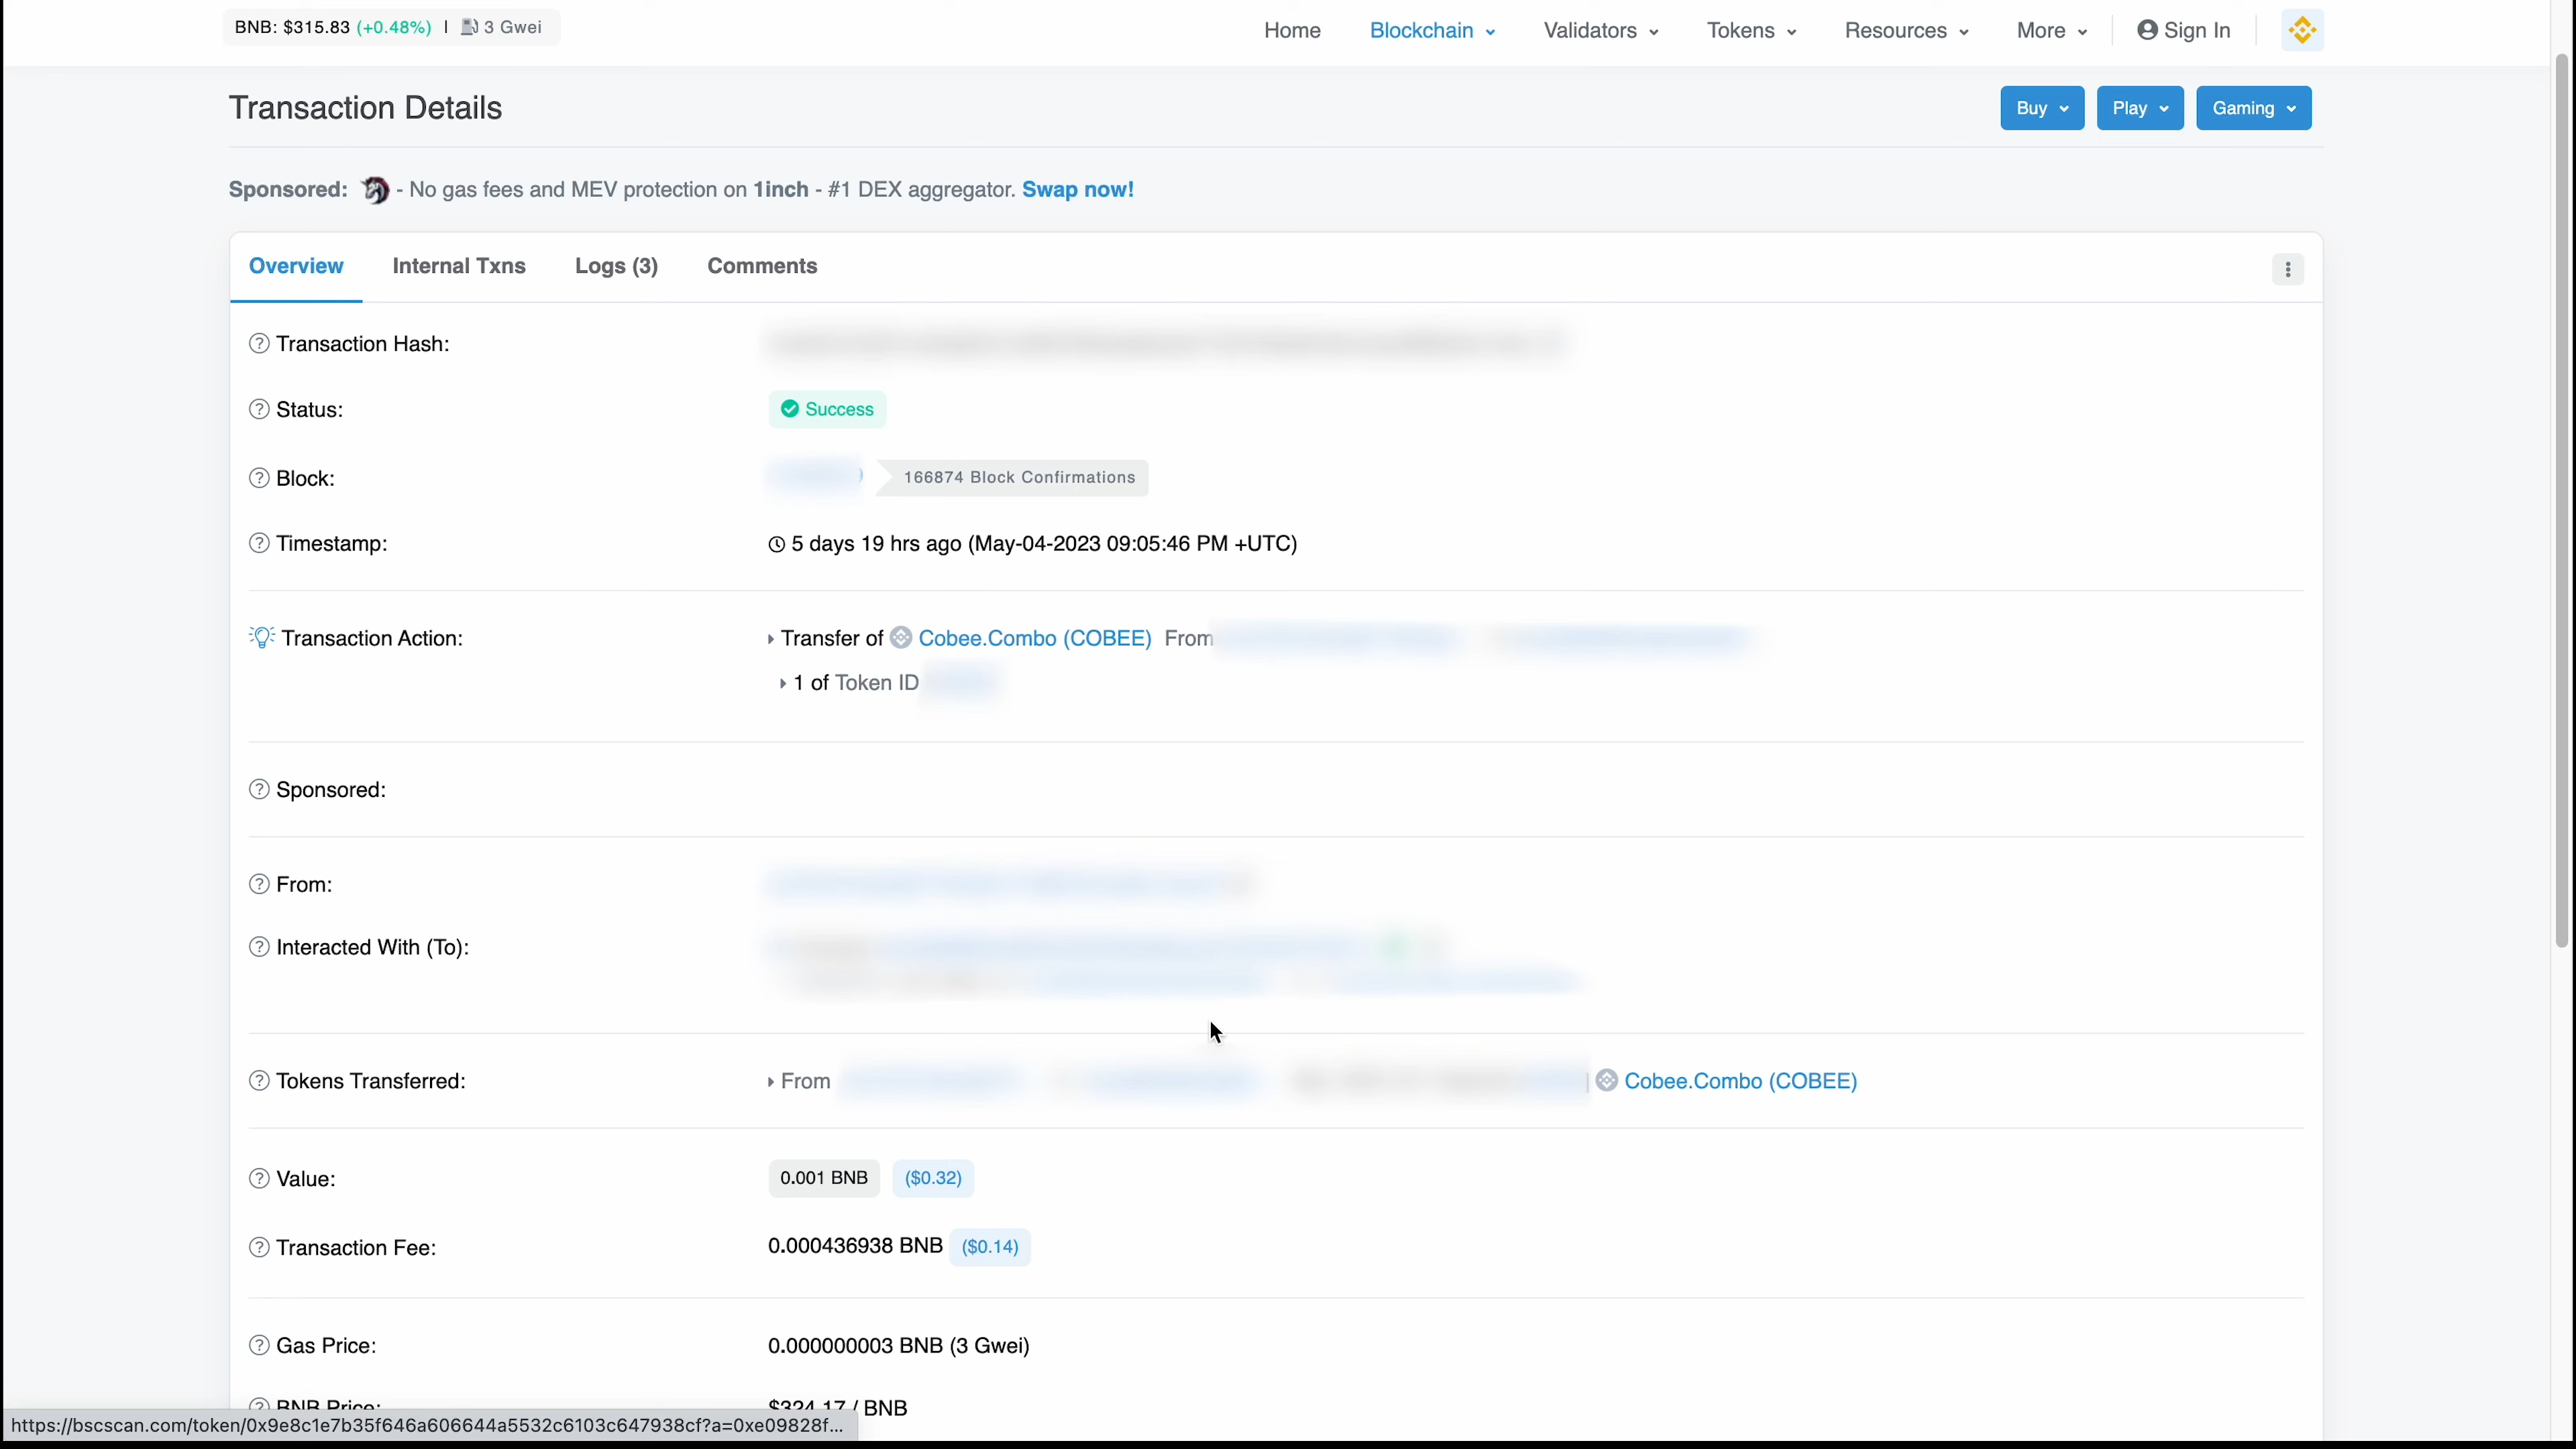 BNB: $315.83 (+0.48%) | 3 Gwei
Home Blockchain Validators Tokens Resources More Sign In
Transaction Details
Buy Play Gaming
Sponsored: - No gas fees and MEV protection on 1inch - #1 DEX aggregator. Swap now!
Overview Internal Txns Logs (3) Comments
Transaction Hash:
Status: Success
Block: 166874 Block Confirmations
Timestamp: 5 days 19 hrs ago (May-04-2023 09:05:46 PM +UTC)
Transaction Action: Transfer of Cobee.Combo (COBEE) From
1 of Token ID
Sponsored:
From:
Interacted With (To):
Tokens Transferred: From Cobee.Combo (COBEE)
Value: 0.001 BNB ($0.32)
Transaction Fee: 0.000436938 BNB ($0.14)
Gas Price: 0.000000003 BNB (3 Gwei)
BNB Price: $324.17 / BNB
https://bscscan.com/token/0x9e8c1e7b35f646a606644a5532c6103c647938cf?a=0xe09828f...